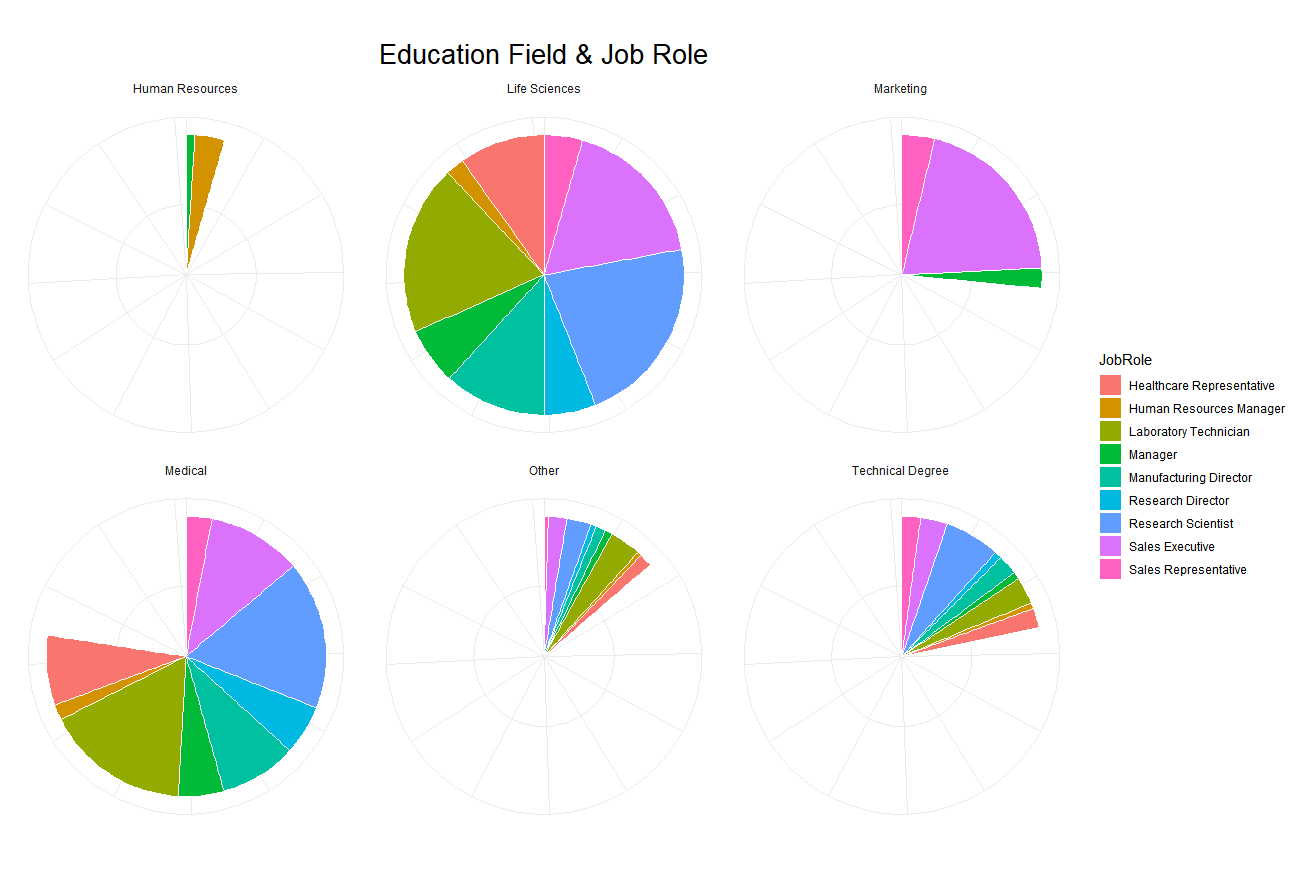 Education Field & Job Role
Human Resources
Life Sciences
Marketing
Medical
Other
Technical Degree
JobRole
Healthcare Representative
Human Resources Manager
Laboratory Technician
Manager
Manufacturing Director
Research Director
Research Scientist
Sales Executive
Sales Representative